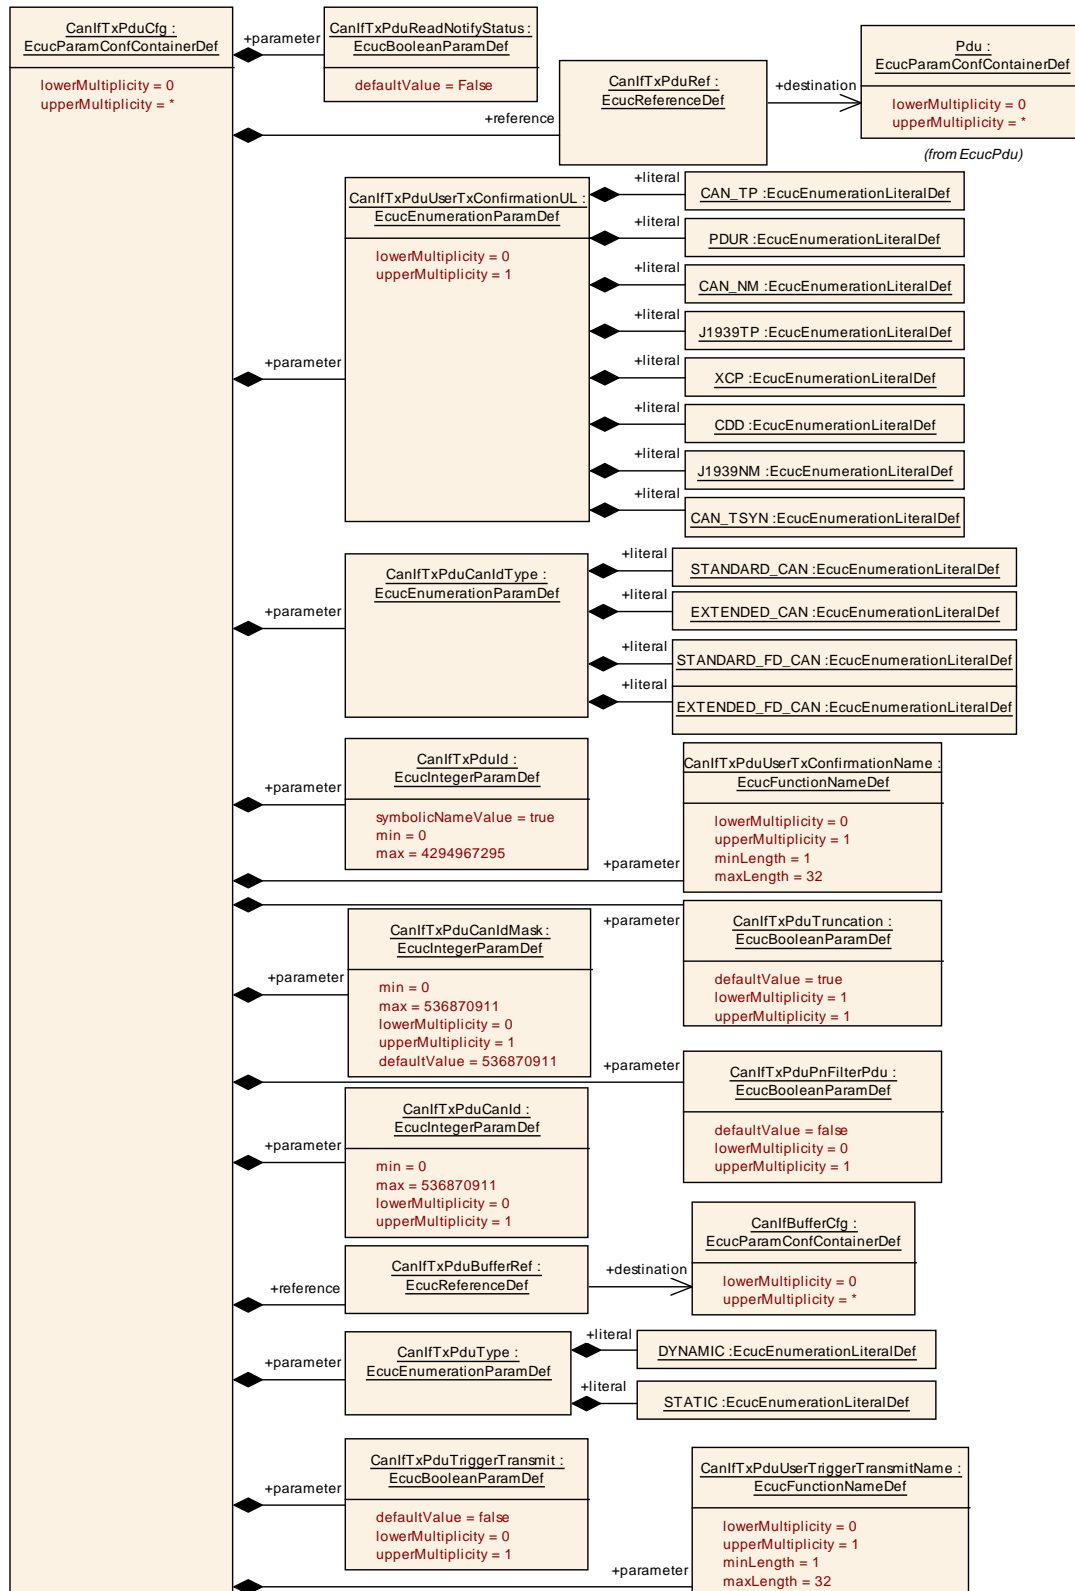 CanIfTxPduCfg :
EcucParamConfContainerDef
lowerMultiplicity = 0
upperMultiplicity = *
+parameter
CanIfTxPduReadNotifyStatus :
EcucBooleanParamDef
defaultValue = False
+reference
CanIfTxPduRef :
EcucReferenceDef
+destination
Pdu :
EcucParamConfContainerDef
lowerMultiplicity = 0
upperMultiplicity = *
(from EcucPdu)
+parameter
CanIfTxPduUserTxConfirmationUL :
EcucEnumerationParamDef
lowerMultiplicity = 0
upperMultiplicity = 1
+literal
CAN_TP :EcucEnumerationLiteralDef
+literal
PDUR :EcucEnumerationLiteralDef
+literal
CAN_NM :EcucEnumerationLiteralDef
+literal
J1939TP :EcucEnumerationLiteralDef
+literal
XCP :EcucEnumerationLiteralDef
+literal
CDD :EcucEnumerationLiteralDef
+literal
J1939NM :EcucEnumerationLiteralDef
+literal
CAN_TSYN :EcucEnumerationLiteralDef
+parameter
CanIfTxPduCanIdType :
EcucEnumerationParamDef
+literal
STANDARD_CAN :EcucEnumerationLiteralDef
+literal
EXTENDED_CAN :EcucEnumerationLiteralDef
+literal
STANDARD_FD_CAN :EcucEnumerationLiteralDef
+literal
EXTENDED_FD_CAN :EcucEnumerationLiteralDef
+parameter
CanIfTxPduId :
EcucIntegerParamDef
symbolicNameValue = true
min = 0
max = 4294967295
+parameter
CanIfTxPduUserTxConfirmationName :
EcucFunctionNameDef
lowerMultiplicity = 0
upperMultiplicity = 1
minLength = 1
maxLength = 32
+parameter
CanIfTxPduTruncation :
EcucBooleanParamDef
defaultValue = true
lowerMultiplicity = 1
upperMultiplicity = 1
+parameter
CanIfTxPduCanIdMask :
EcucIntegerParamDef
min = 0
max = 536870911
lowerMultiplicity = 0
upperMultiplicity = 1
defaultValue = 536870911
+parameter
CanIfTxPduPnFilterPdu :
EcucBooleanParamDef
defaultValue = false
lowerMultiplicity = 0
upperMultiplicity = 1
+parameter
CanIfTxPduCanId :
EcucIntegerParamDef
min = 0
max = 536870911
lowerMultiplicity = 0
upperMultiplicity = 1
+reference
CanIfTxPduBufferRef :
EcucReferenceDef
+destination
CanIfBufferCfg :
EcucParamConfContainerDef
lowerMultiplicity = 0
upperMultiplicity = *
+parameter
CanIfTxPduType :
EcucEnumerationParamDef
+literal
DYNAMIC :EcucEnumerationLiteralDef
+literal
STATIC :EcucEnumerationLiteralDef
+parameter
CanIfTxPduTriggerTransmit :
EcucBooleanParamDef
defaultValue = false
lowerMultiplicity = 0
upperMultiplicity = 1
+parameter
CanIfTxPduUserTriggerTransmitName :
EcucFunctionNameDef
lowerMultiplicity = 0
upperMultiplicity = 1
minLength = 1
maxLength = 32